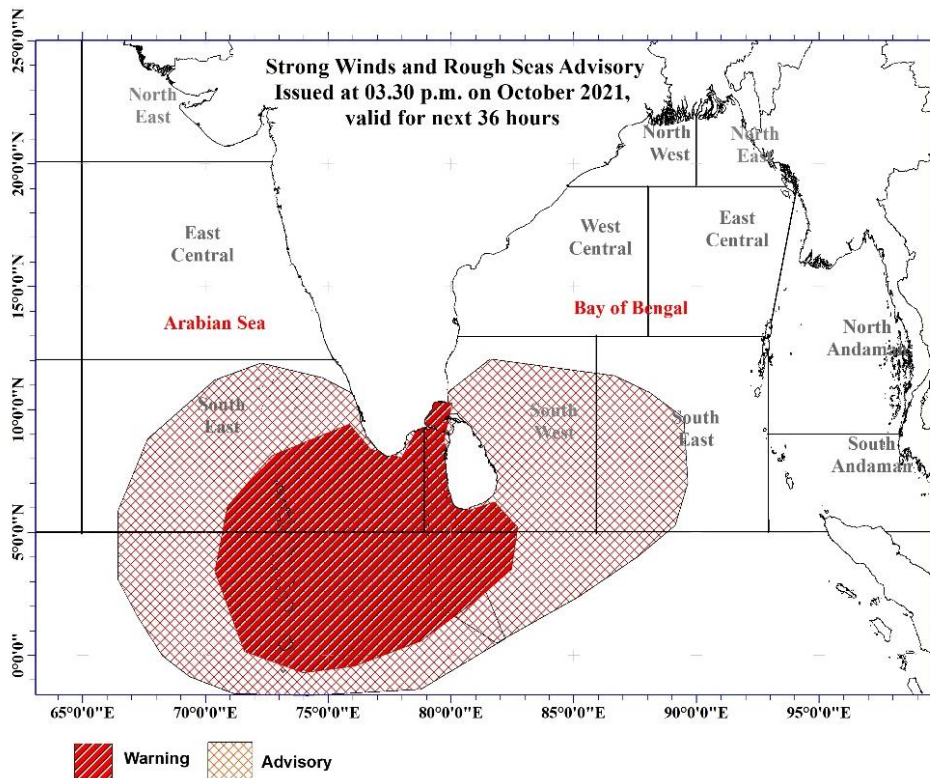 25°0'0"N
20°0'0"N
15°0'0"N
10°0'0"N
5°0'0"N
0°0'0"N
Strong Winds and Rough Seas Advisory
Issued at 03.30 p.m. on October 2021,
valid for next 36 hours
North
East
North
West
North
East
East
Central
West
Central
East
Central
Arabian Sea
Bay of Bengal
North
Andaman
South
East
South
West
South
East
South
Andaman
65°0'0"E
70°0'0"E
75°0'0"E
80°0'0"E
85°0'0"E
90°0'0"E
95°0'0"E
Warning
Advisory